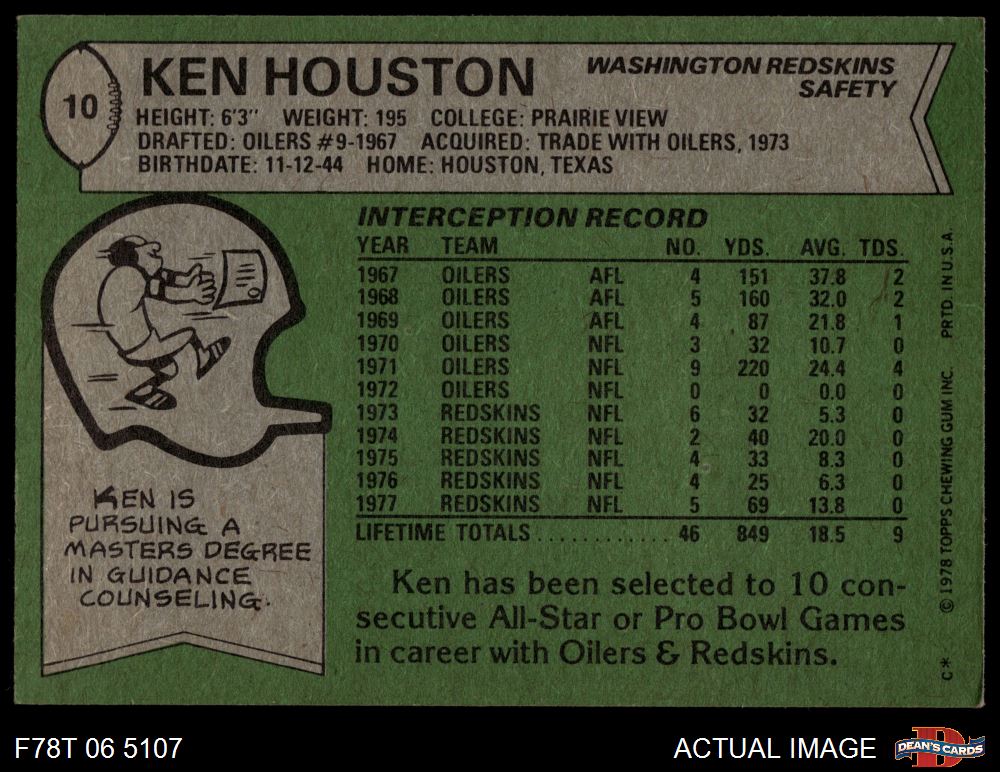 10
KEN HOUSTON
WASHINGTON REDSKINS
SAFETY
HEIGHT: 6'3" WEIGHT: 195 COLLEGE: PRAIRIE VIEW
DRAFTED: OILERS #9-1967 ACQUIRED: TRADE WITH OILERS, 1973
BIRTHDATE: 11-12-44 HOME: HOUSTON, TEXAS
INTERCEPTION RECORD
YEAR TEAM NO. YDS. AVG. TDS.
1967 OILERS AFL 4 151 37.8 2
1968 OILERS AFL 5 160 32.0 2
1969 OILERS AFL 4 87 21.8 1
1970 OILERS NFL 3 32 10.7 0
1971 OILERS NFL 9 220 24.4 4
1972 OILERS NFL 0 0 0.0 0
1973 REDSKINS NFL 6 32 5.3 0
1974 REDSKINS NFL 2 40 20.0 0
1975 REDSKINS NFL 4 33 8.3 0
1976 REDSKINS NFL 4 25 6.3 0
1977 REDSKINS NFL 5 69 13.8 0
LIFETIME TOTALS ............ 46 849 18.5 9
KEN IS
PURSUING A
MASTERS DEGREE
IN GUIDANCE
COUNSELING.
Ken has been selected to 10 con-
secutive All-Star or Pro Bowl Games
in career with Oilers & Redskins.
C* © 1978 TOPPS CHEWING GUM INC. PRTD. IN U.S.A.
F78T 06 5107
ACTUAL IMAGE
D
DEAN'S CARDS